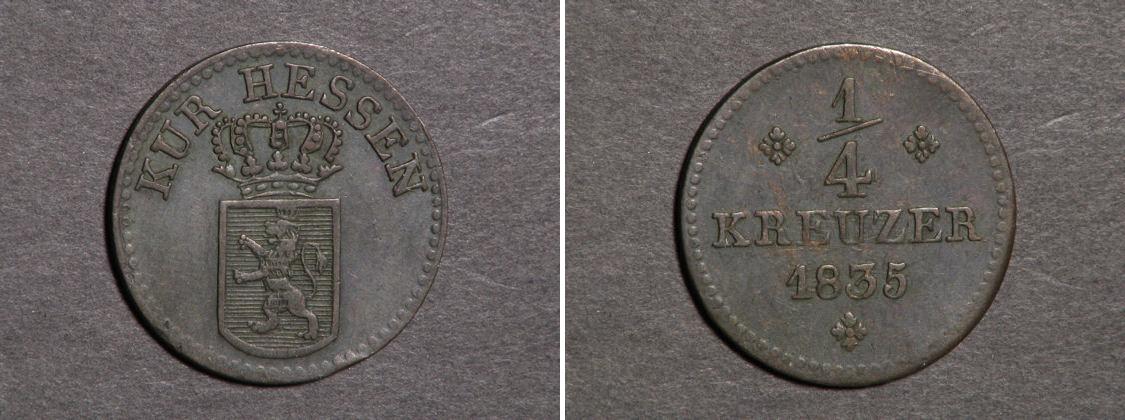 KUR HESSEN
1/4
KREUZER
1835